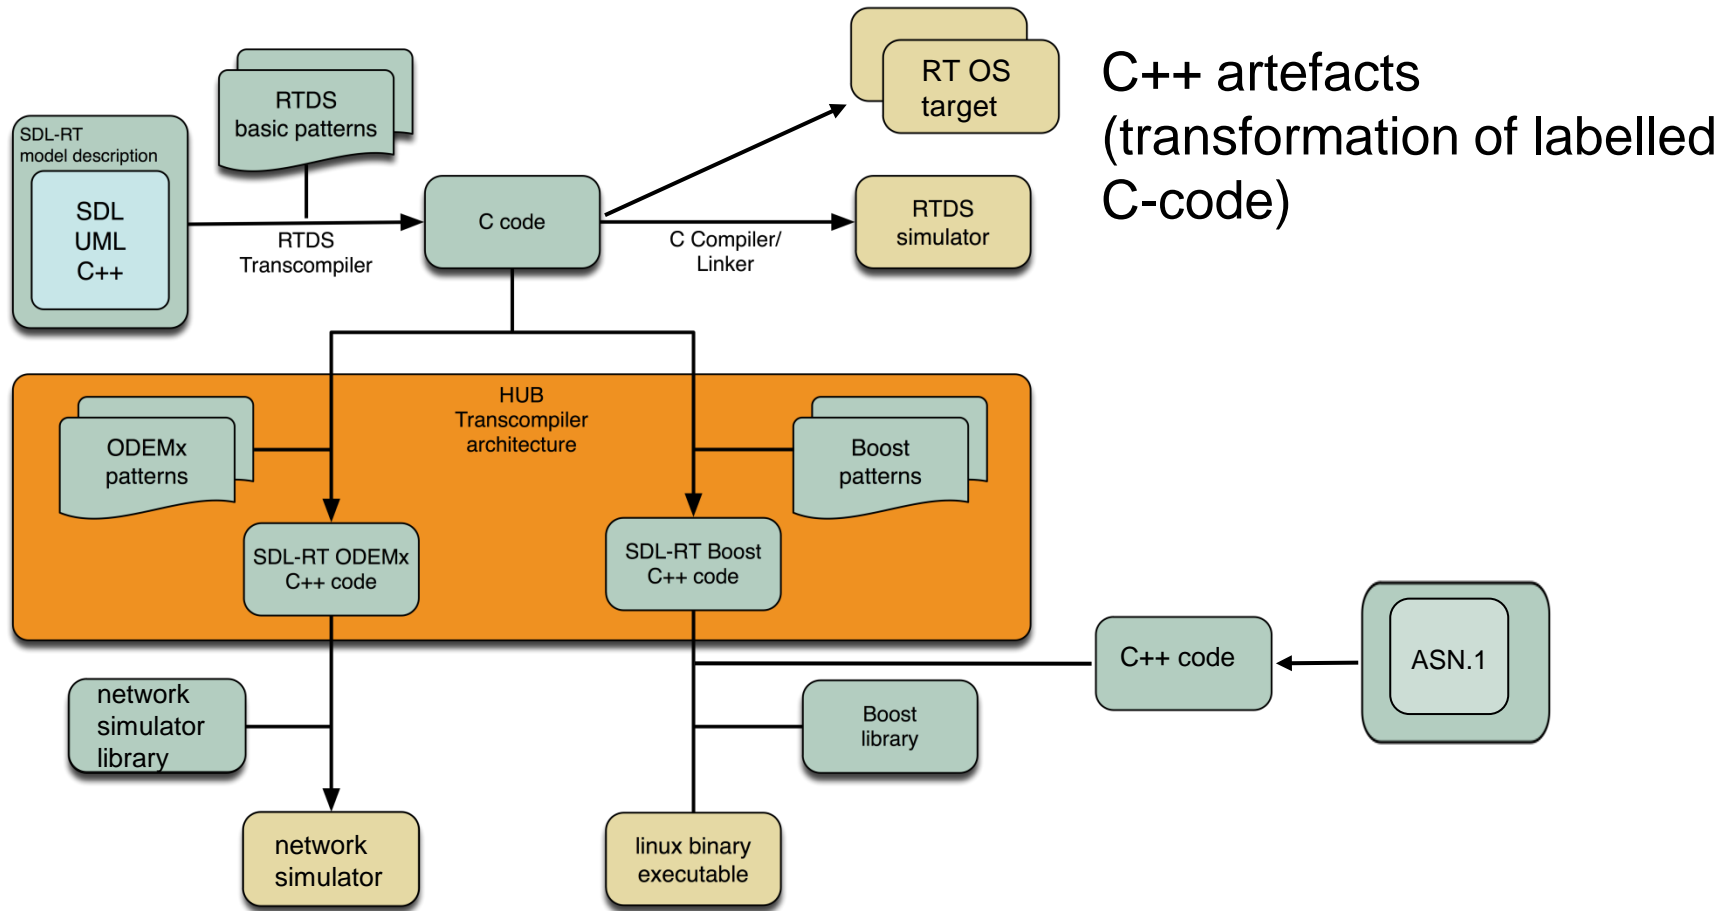 C++ artefacts
(transformation of labelled
C-code)
RT OS
target
RTDS
basic patterns
SDL-RT
model description
SDL
UML
C++
RTDS
Transcompiler
C code
C Compiler/
Linker
RTDS
simulator
HUB
Transcompiler
architecture
ODEMx
patterns
Boost
patterns
SDL-RT ODEMx
C++ code
SDL-RT Boost
C++ code
C++ code
ASN.1
network
simulator
library
Boost
library
network
simulator
linux binary
executable